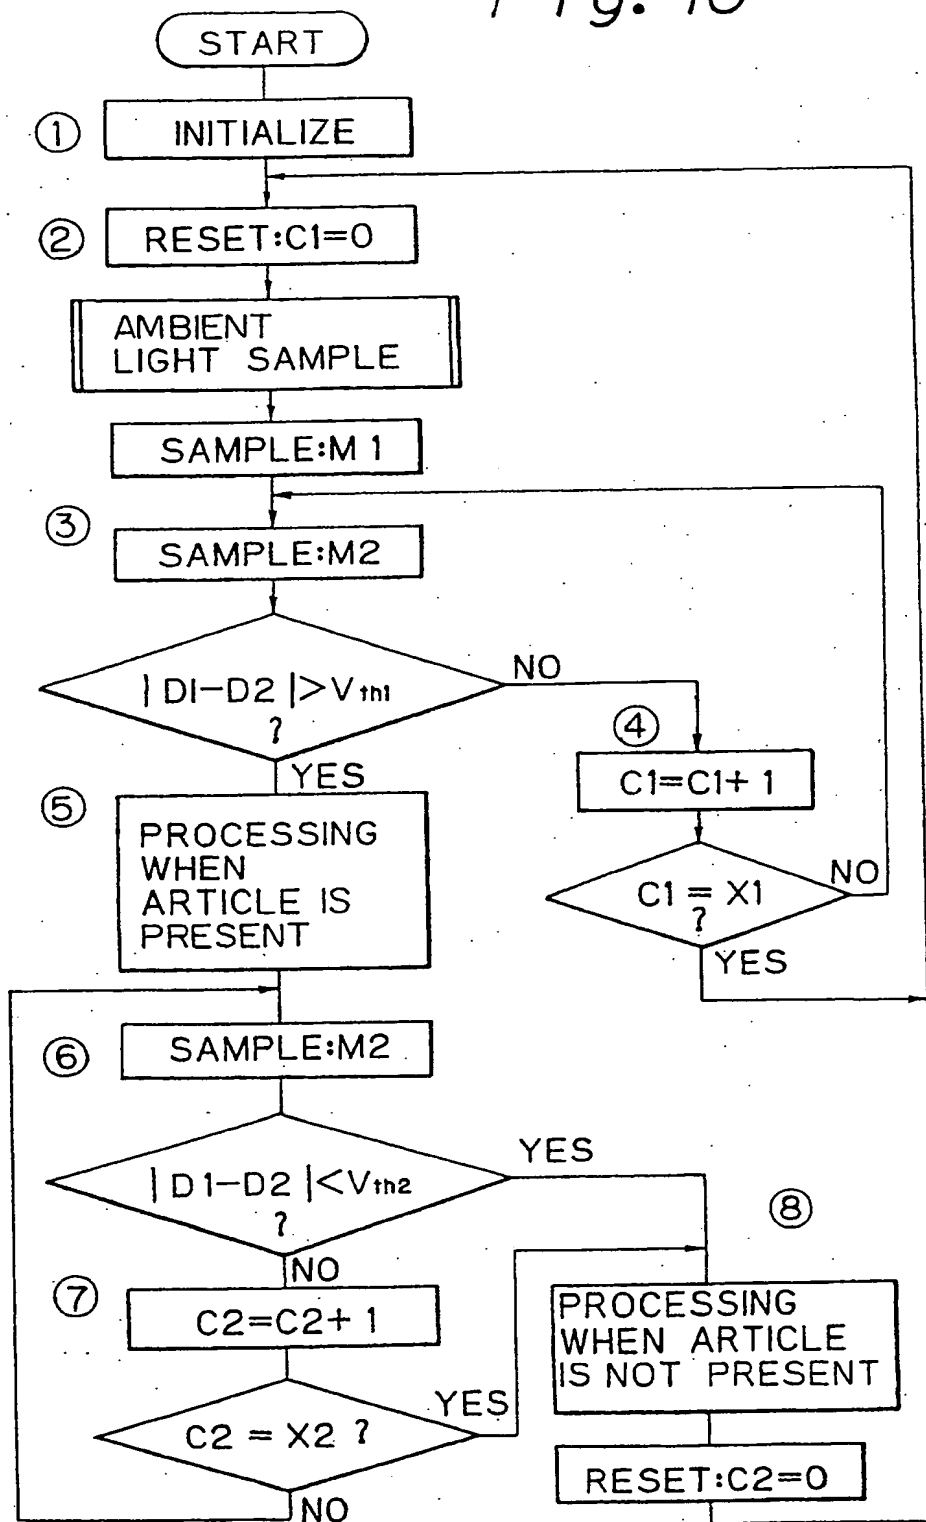 Fig. 10
START
① INITIALIZE
② RESET:C1=0
AMBIENT
LIGHT SAMPLE
SAMPLE:M1
③
SAMPLE:M2
|D1-D2|>Vth1
?
NO
YES
④
C1=C1+1
C1=X1
?
NO
YES
⑤
PROCESSING
WHEN
ARTICLE IS
PRESENT
⑥ SAMPLE:M2
|D1-D2|<Vth2
?
YES
NO
⑦
C2=C2+1
C2=X2 ?
YES
NO
⑧
PROCESSING
WHEN ARTICLE
IS NOT PRESENT
RESET:C2=0